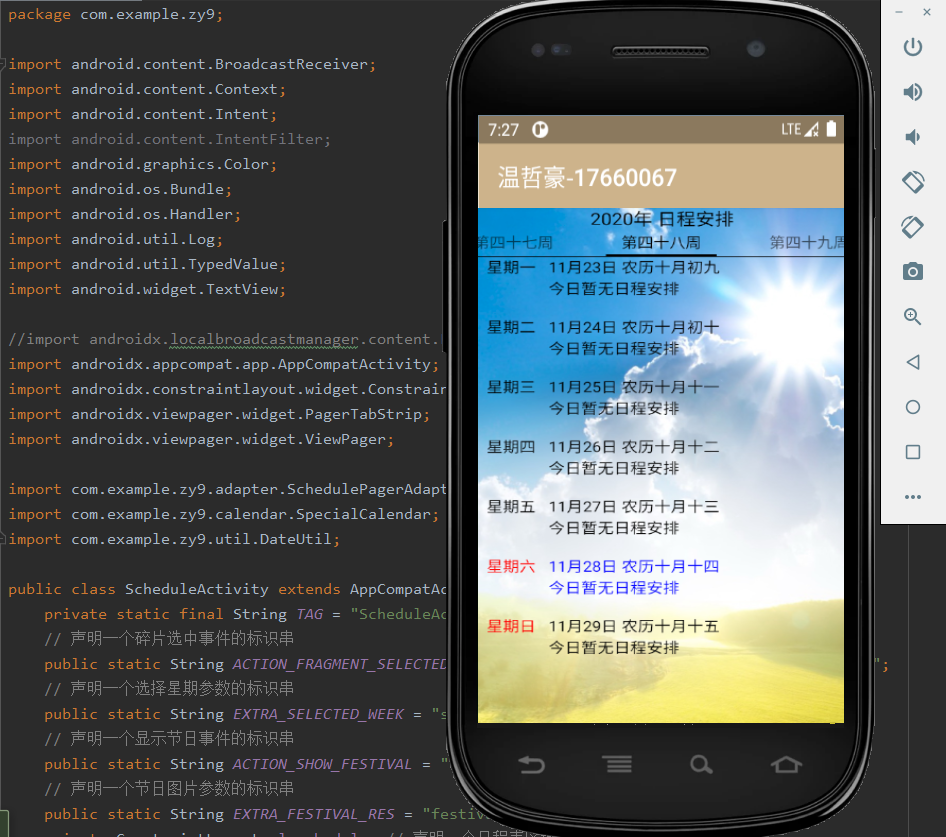 package com.example.zy9;
import android.content.BroadcastReceiver;
import android.content.Context;
import android.content.Intent;
import android.content.IntentFilter;
import android.graphics.Color;
import android.os.Bundle;
import android.os.Handler;
import android.util.Log;
import android.util.TypedValue;
import android.widget.TextView;
//import androidx.localbroadcastmanager.content.
import androidx.appcompat.app.AppCompatActivity;
import androidx.constraintlayout.widget.Constrain
import androidx.viewpager.widget.PagerTabStrip;
import androidx.viewpager.widget.ViewPager;
import com.example.zy9.adapter.SchedulePagerAdapt
import com.example.zy9.calendar.SpecialCalendar;
import com.example.zy9.util.DateUtil;
public class ScheduleActivity extends AppCompatAc
private static final String TAG = "ScheduleAc
// 声明一个碎片选中事件的标识串
public static String ACTION_FRAGMENT_SELECTED ";
// 声明一个选择星期参数的标识串
public static String EXTRA_SELECTED_WEEK = "s
// 声明一个显示节日事件的标识串
public static String ACTION_SHOW_FESTIVAL = "
// 声明一个节日图片参数的标识串
public static String EXTRA_FESTIVAL_RES = "festiv
7:27 LTE
温哲豪-17660067
2020年 日程安排
第四十七周 第四十八周 第四十九周
星期一 11月23日 农历十月初九
今日暂无日程安排
星期二 11月24日 农历十月初十
今日暂无日程安排
星期三 11月25日 农历十月十一
今日暂无日程安排
星期四 11月26日 农历十月十二
今日暂无日程安排
星期五 11月27日 农历十月十三
今日暂无日程安排
星期六 11月28日 农历十月十四
今日暂无日程安排
星期日 11月29日 农历十月十五
今日暂无日程安排